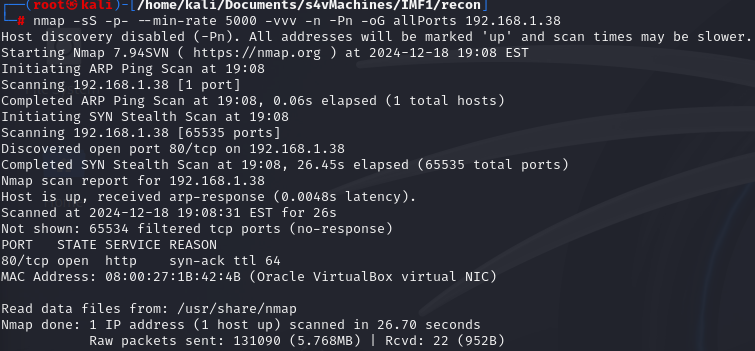 (root㉿kali)-[/home/kali/Documents/s4vMachines/IMF1/recon]
# nmap -sS -p- --min-rate 5000 -vvv -n -Pn -oG allPorts 192.168.1.38
Host discovery disabled (-Pn). All addresses will be marked 'up' and scan times may be slower.
Starting Nmap 7.94SVN ( https://nmap.org ) at 2024-12-18 19:08 EST
Initiating ARP Ping Scan at 19:08
Scanning 192.168.1.38 [1 port]
Completed ARP Ping Scan at 19:08, 0.06s elapsed (1 total hosts)
Initiating SYN Stealth Scan at 19:08
Scanning 192.168.1.38 [65535 ports]
Discovered open port 80/tcp on 192.168.1.38
Completed SYN Stealth Scan at 19:08, 26.45s elapsed (65535 total ports)
Nmap scan report for 192.168.1.38
Host is up, received arp-response (0.0048s latency).
Scanned at 2024-12-18 19:08:31 EST for 26s
Not shown: 65534 filtered tcp ports (no-response)
PORT   STATE SERVICE REASON
80/tcp open  http    syn-ack ttl 64
MAC Address: 08:00:27:1B:42:4B (Oracle VirtualBox virtual NIC)
Read data files from: /usr/share/nmap
Nmap done: 1 IP address (1 host up) scanned in 26.70 seconds
Raw packets sent: 131090 (5.768MB) | Rcvd: 22 (952B)